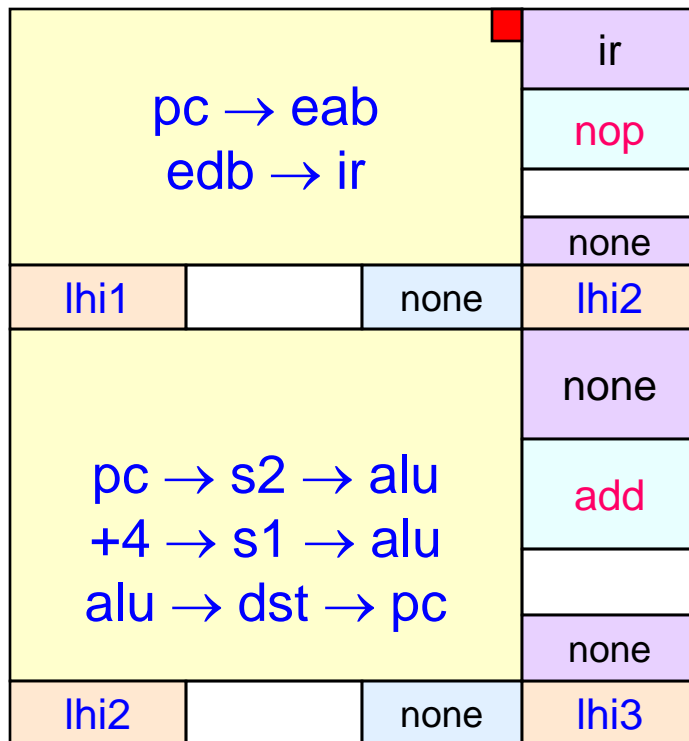 pc → eab
edb → ir
ir
nop
none
lhi1
none
lhi2
pc → s2 → alu
+4 → s1 → alu
alu → dst → pc
none
add
none
lhi2
none
lhi3